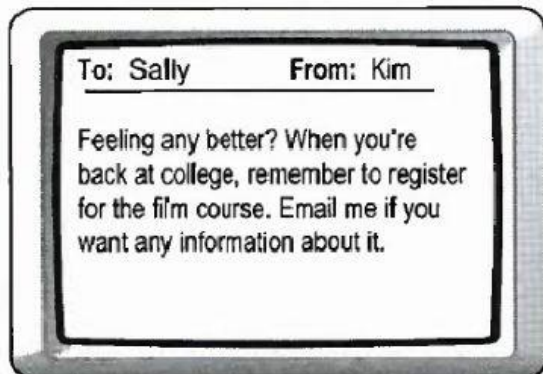 To: Sally From: Kim
Feeling any better? When you're
back at college, remember to register
for the film course. Email me if you
want any information about it.